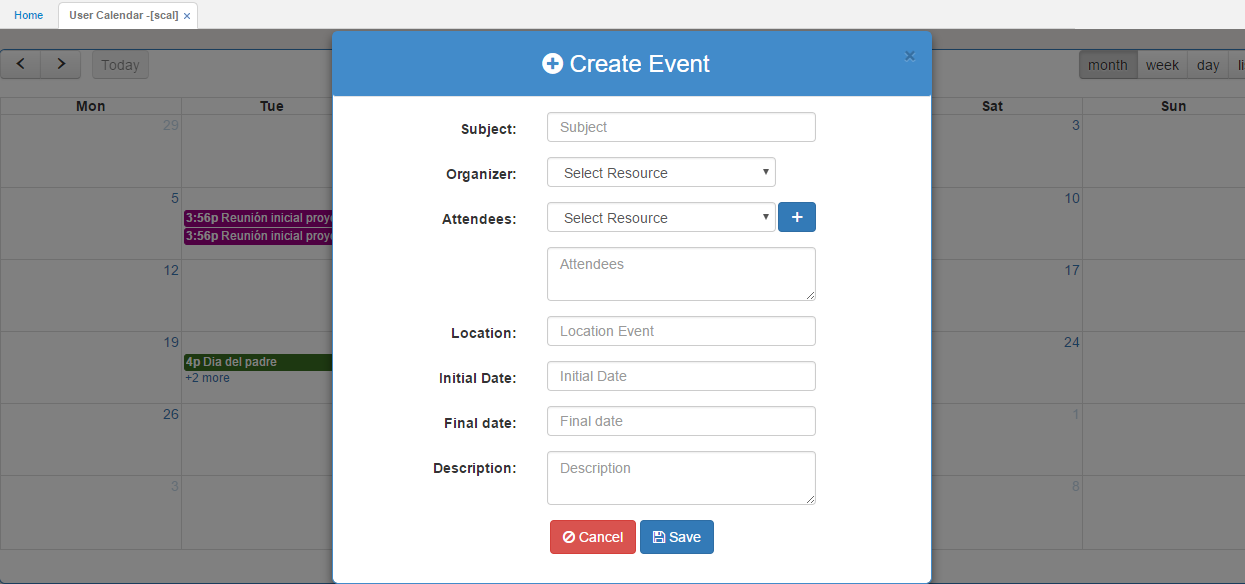 Home
User Calendar -[scal] ×
Create Event
×
Today
month week day li
Mon Tue Sat Sun
29 3
5 10
3:56p Reunión inicial proye
3:56p Reunión inicial proye
12 17
19 24
4p Dia del padre
+2 more
26 1
3 8
Subject: Subject
Organizer: Select Resource
Attendees: Select Resource +
Attendees
Location: Location Event
Initial Date: Initial Date
Final date: Final date
Description: Description
Cancel Save